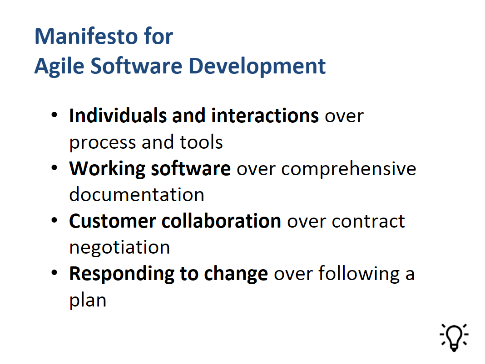 Manifesto for
Agile Software Development
• Individuals and interactions over
process and tools
• Working software over comprehensive
documentation
• Customer collaboration over contract
negotiation
• Responding to change over following a
plan